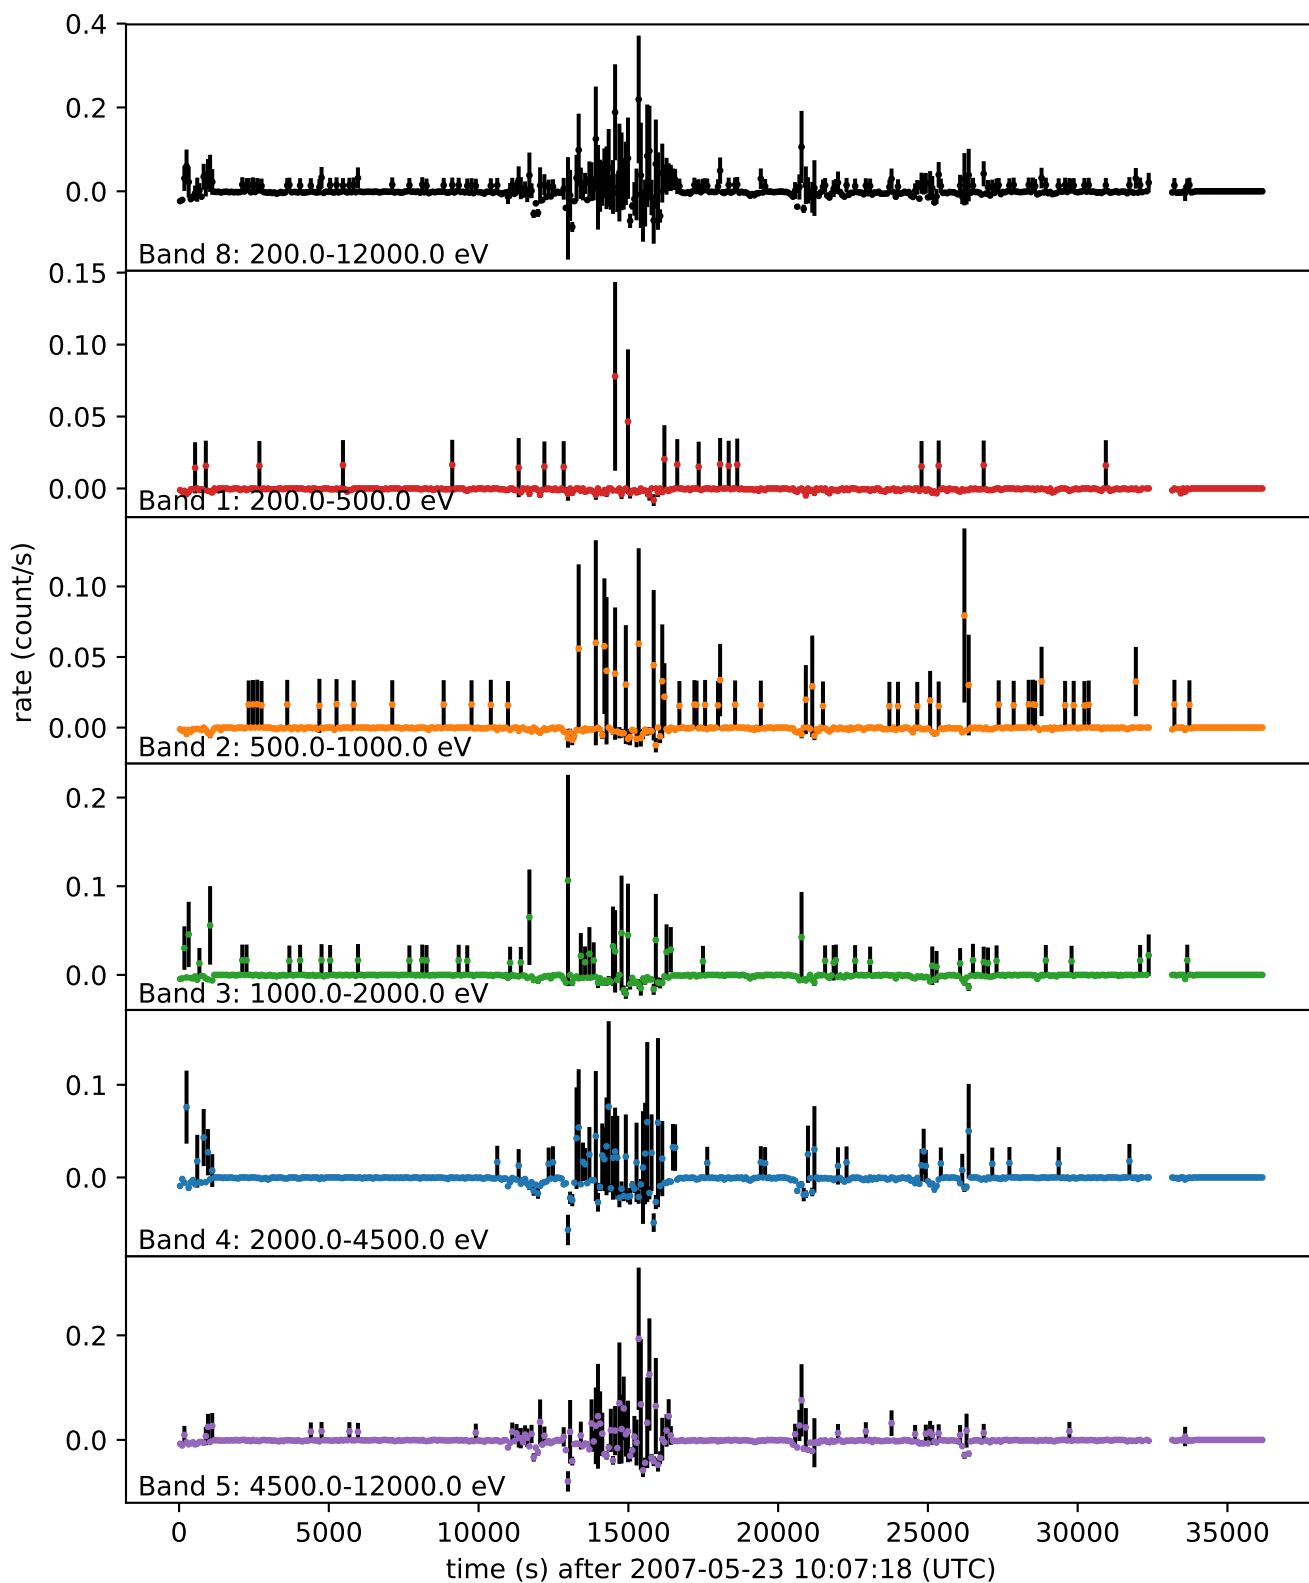 0.4
0.2
0.0
Band 8: 200.0-12000.0 eV
0.15
0.10
0.05
0.00
Band 1: 200.0-500.0 eV
rate (count/s)
0.10
0.05
0.00
Band 2: 500.0-1000.0 eV
0.2
0.1
0.0
Band 3: 1000.0-2000.0 eV
0.1
0.0
Band 4: 2000.0-4500.0 eV
0.2
0.0
Band 5: 4500.0-12000.0 eV
0 5000 10000 15000 20000 25000 30000 35000
time (s) after 2007-05-23 10:07:18 (UTC)